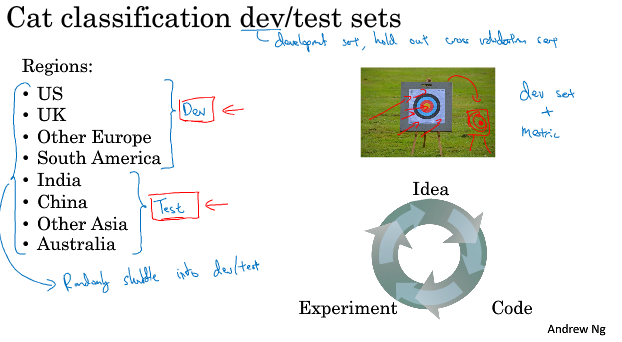 Cat classification dev/test sets
development set, hold out cross validation set
Regions:
• US
• UK
• Other Europe
• South America
Dev
• India
• China
• Other Asia
• Australia
Test
Randomly shuffle into dev/test
dev set
+
metric
Idea
Experiment
Code
Andrew Ng